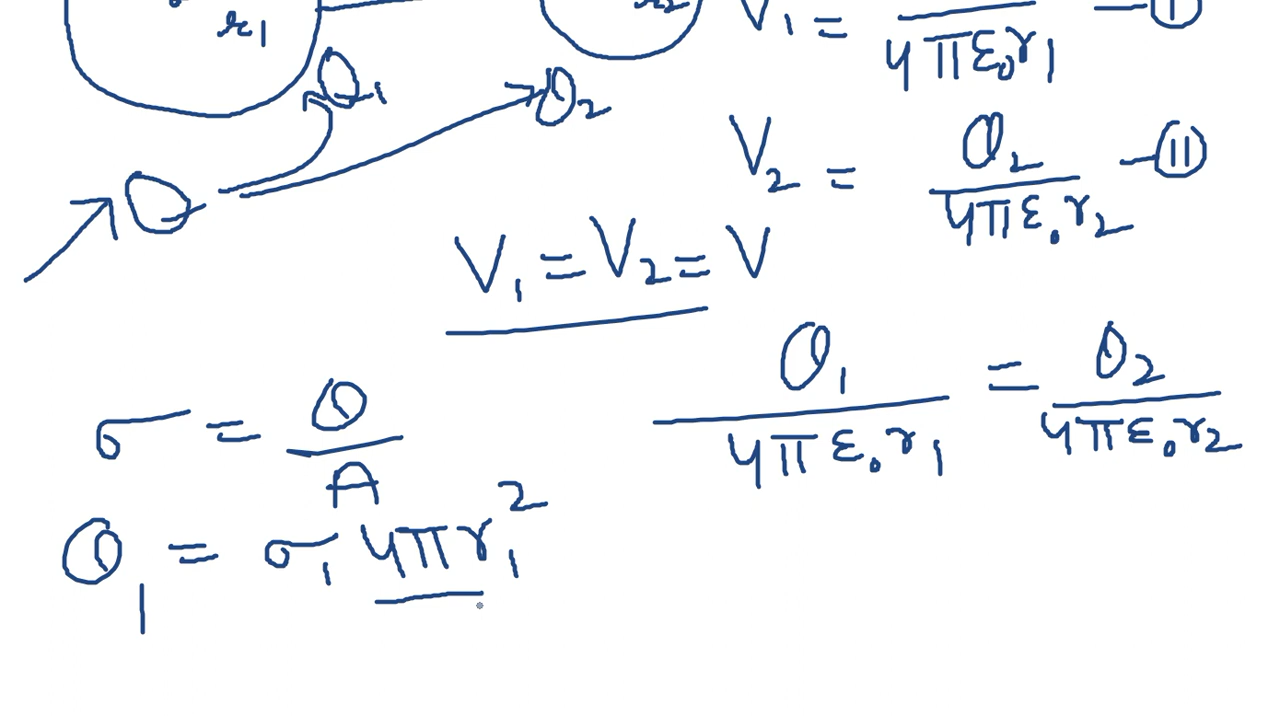 r₁
V₁ = / 4πε₀r₁ — Ⅰ
Q₁
Q₂
Q
V₂ = Q₂ / 4πε₀r₂ — Ⅱ
V₁ = V₂ = V
Q₁ / 4πε₀r₁ = Q₂ / 4πε₀r₂
σ = Q / A
Q₁ = σ₁ 4πr₁²